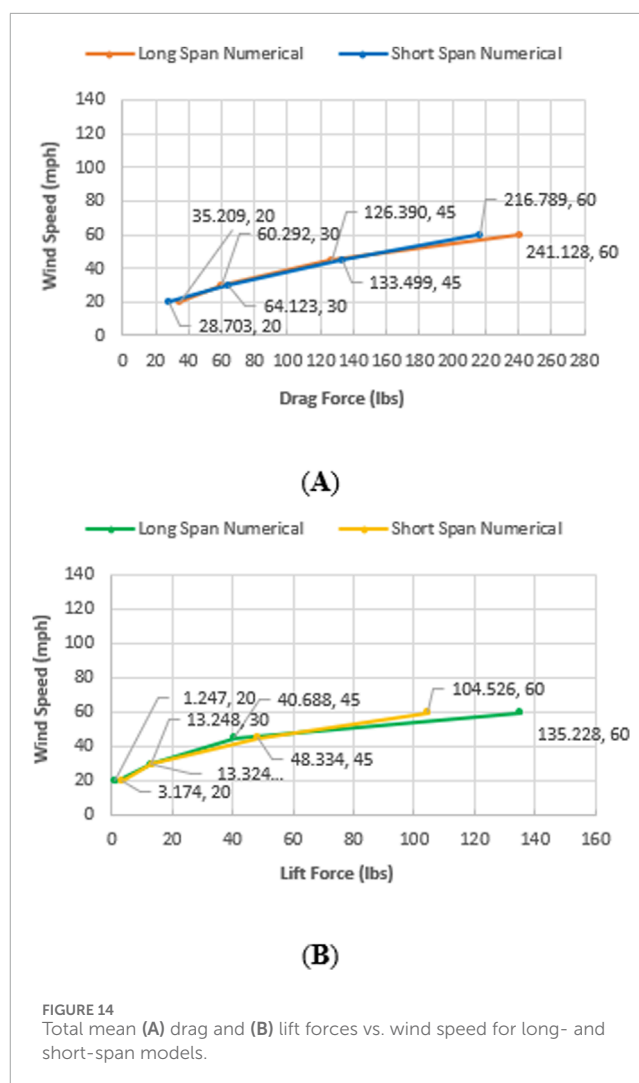 Long Span Numerical Short Span Numerical
140
120
100
80
60
40
20
0
Wind Speed (mph)
35.209, 20
60.292, 30
126.390, 45
216.789, 60
241.128, 60
133.499, 45
64.123, 30
28.703, 20
0 20 40 60 80 100 120 140 160 180 200 220 240 260 280
Drag Force (lbs)
(A)
Long Span Numerical Short Span Numerical
140
120
100
80
60
40
20
0
Wind Speed (mph)
1.247, 20
40.688, 45
104.526, 60
13.248, 30
135.228, 60
48.334, 45
13.324...
3.174, 20
0 20 40 60 80 100 120 140 160
Lift Force (lbs)
(B)
FIGURE 14
Total mean (A) drag and (B) lift forces vs. wind speed for long- and
short-span models.